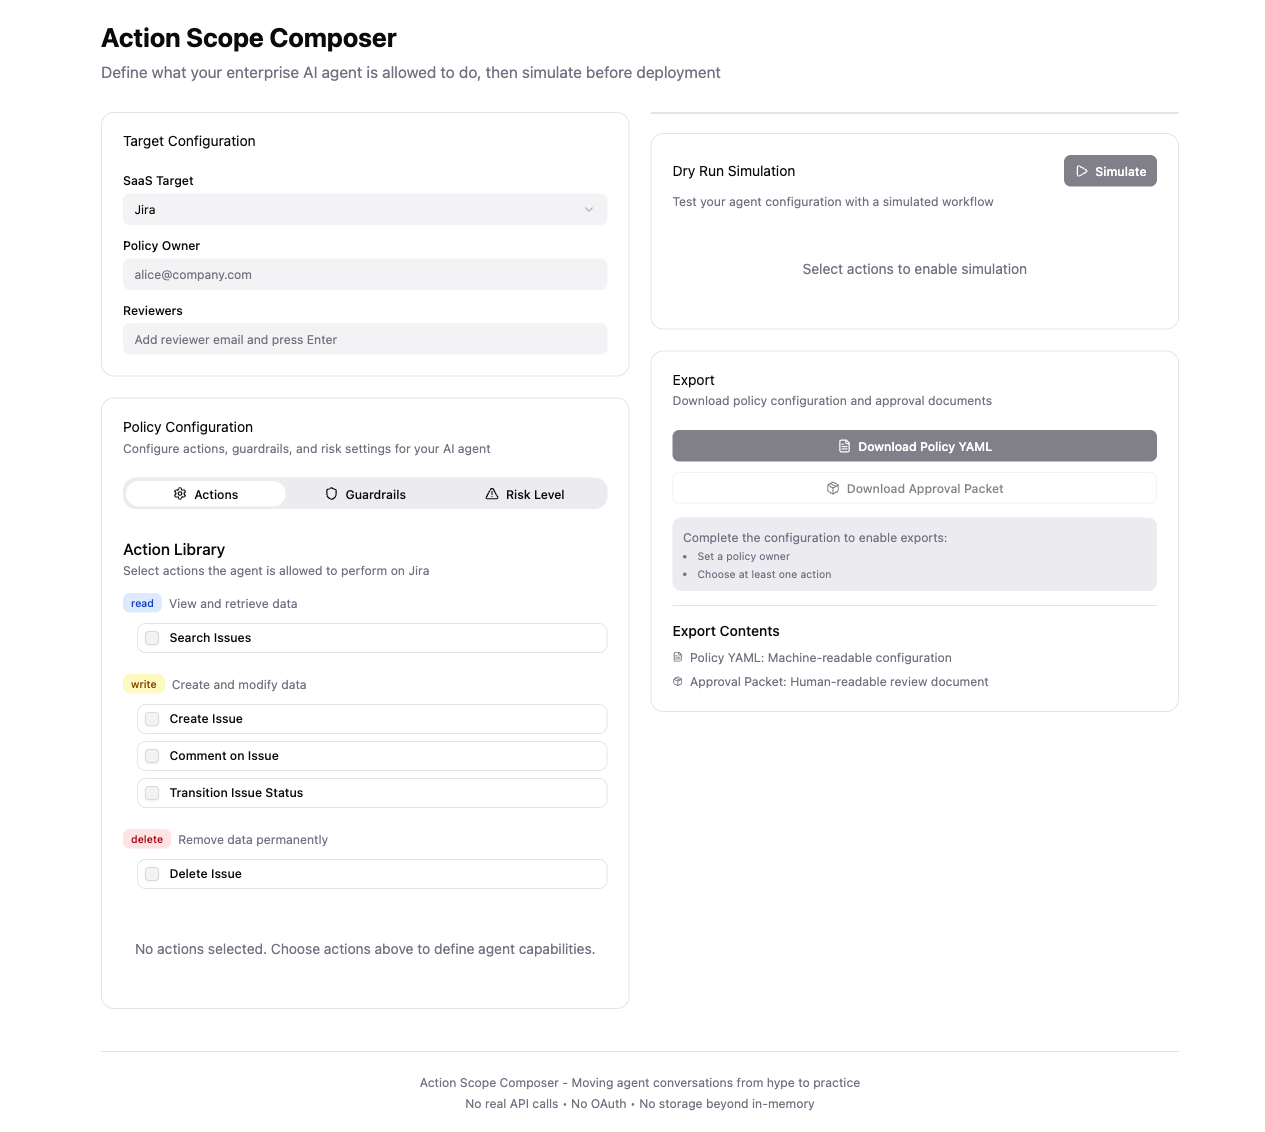 Action Scope Composer
Define what your enterprise AI agent is allowed to do, then simulate before deployment
Target Configuration
SaaS Target
Jira
Policy Owner
alice@company.com
Reviewers
Add reviewer email and press Enter
Policy Configuration
Configure actions, guardrails, and risk settings for your AI agent
Actions
Guardrails
Risk Level
Action Library
Select actions the agent is allowed to perform on Jira
read View and retrieve data
Search Issues
write Create and modify data
Create Issue
Comment on Issue
Transition Issue Status
delete Remove data permanently
Delete Issue
No actions selected. Choose actions above to define agent capabilities.
Dry Run Simulation
Simulate
Test your agent configuration with a simulated workflow
Select actions to enable simulation
Export
Download policy configuration and approval documents
Download Policy YAML
Download Approval Packet
Complete the configuration to enable exports:
• Set a policy owner
• Choose at least one action
Export Contents
Policy YAML: Machine-readable configuration
Approval Packet: Human-readable review document
Action Scope Composer - Moving agent conversations from hype to practice
No real API calls • No OAuth • No storage beyond in-memory